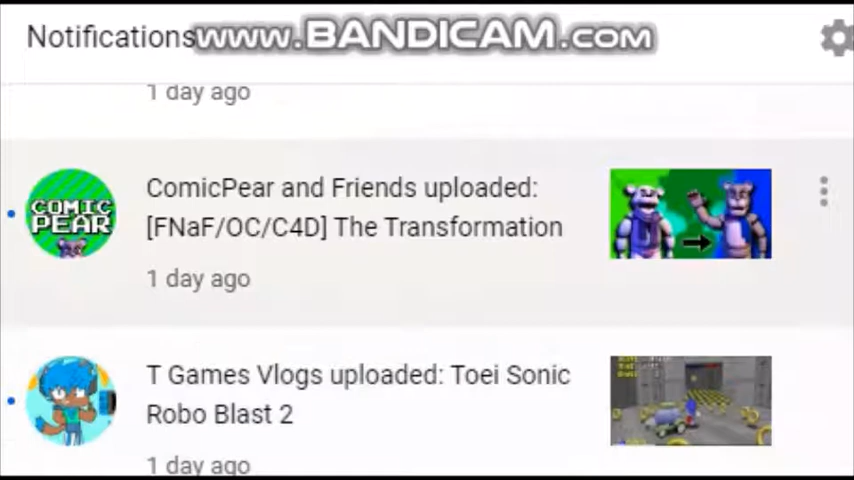 Notifications
www.BANDICAM.com
1 day ago
COMIC
PEAR
ComicPear and Friends uploaded:
[FNaF/OC/C4D] The Transformation
1 day ago
T Games Vlogs uploaded: Toei Sonic
Robo Blast 2
1 day ago